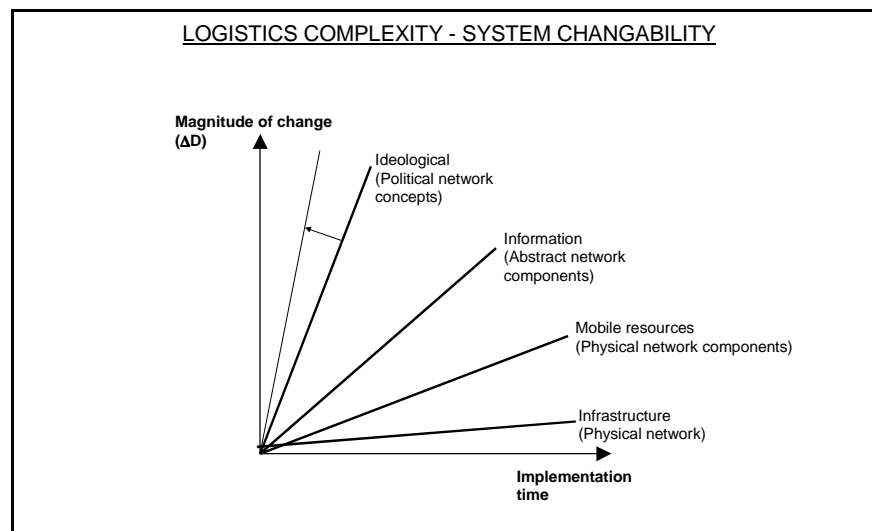 LOGISTICS COMPLEXITY - SYSTEM CHANGABILITY
Magnitude of change
(ΔD)
Ideological
(Political network
concepts)
Information
(Abstract network
components)
Mobile resources
(Physical network components)
Infrastructure
(Physical network)
Implementation
time